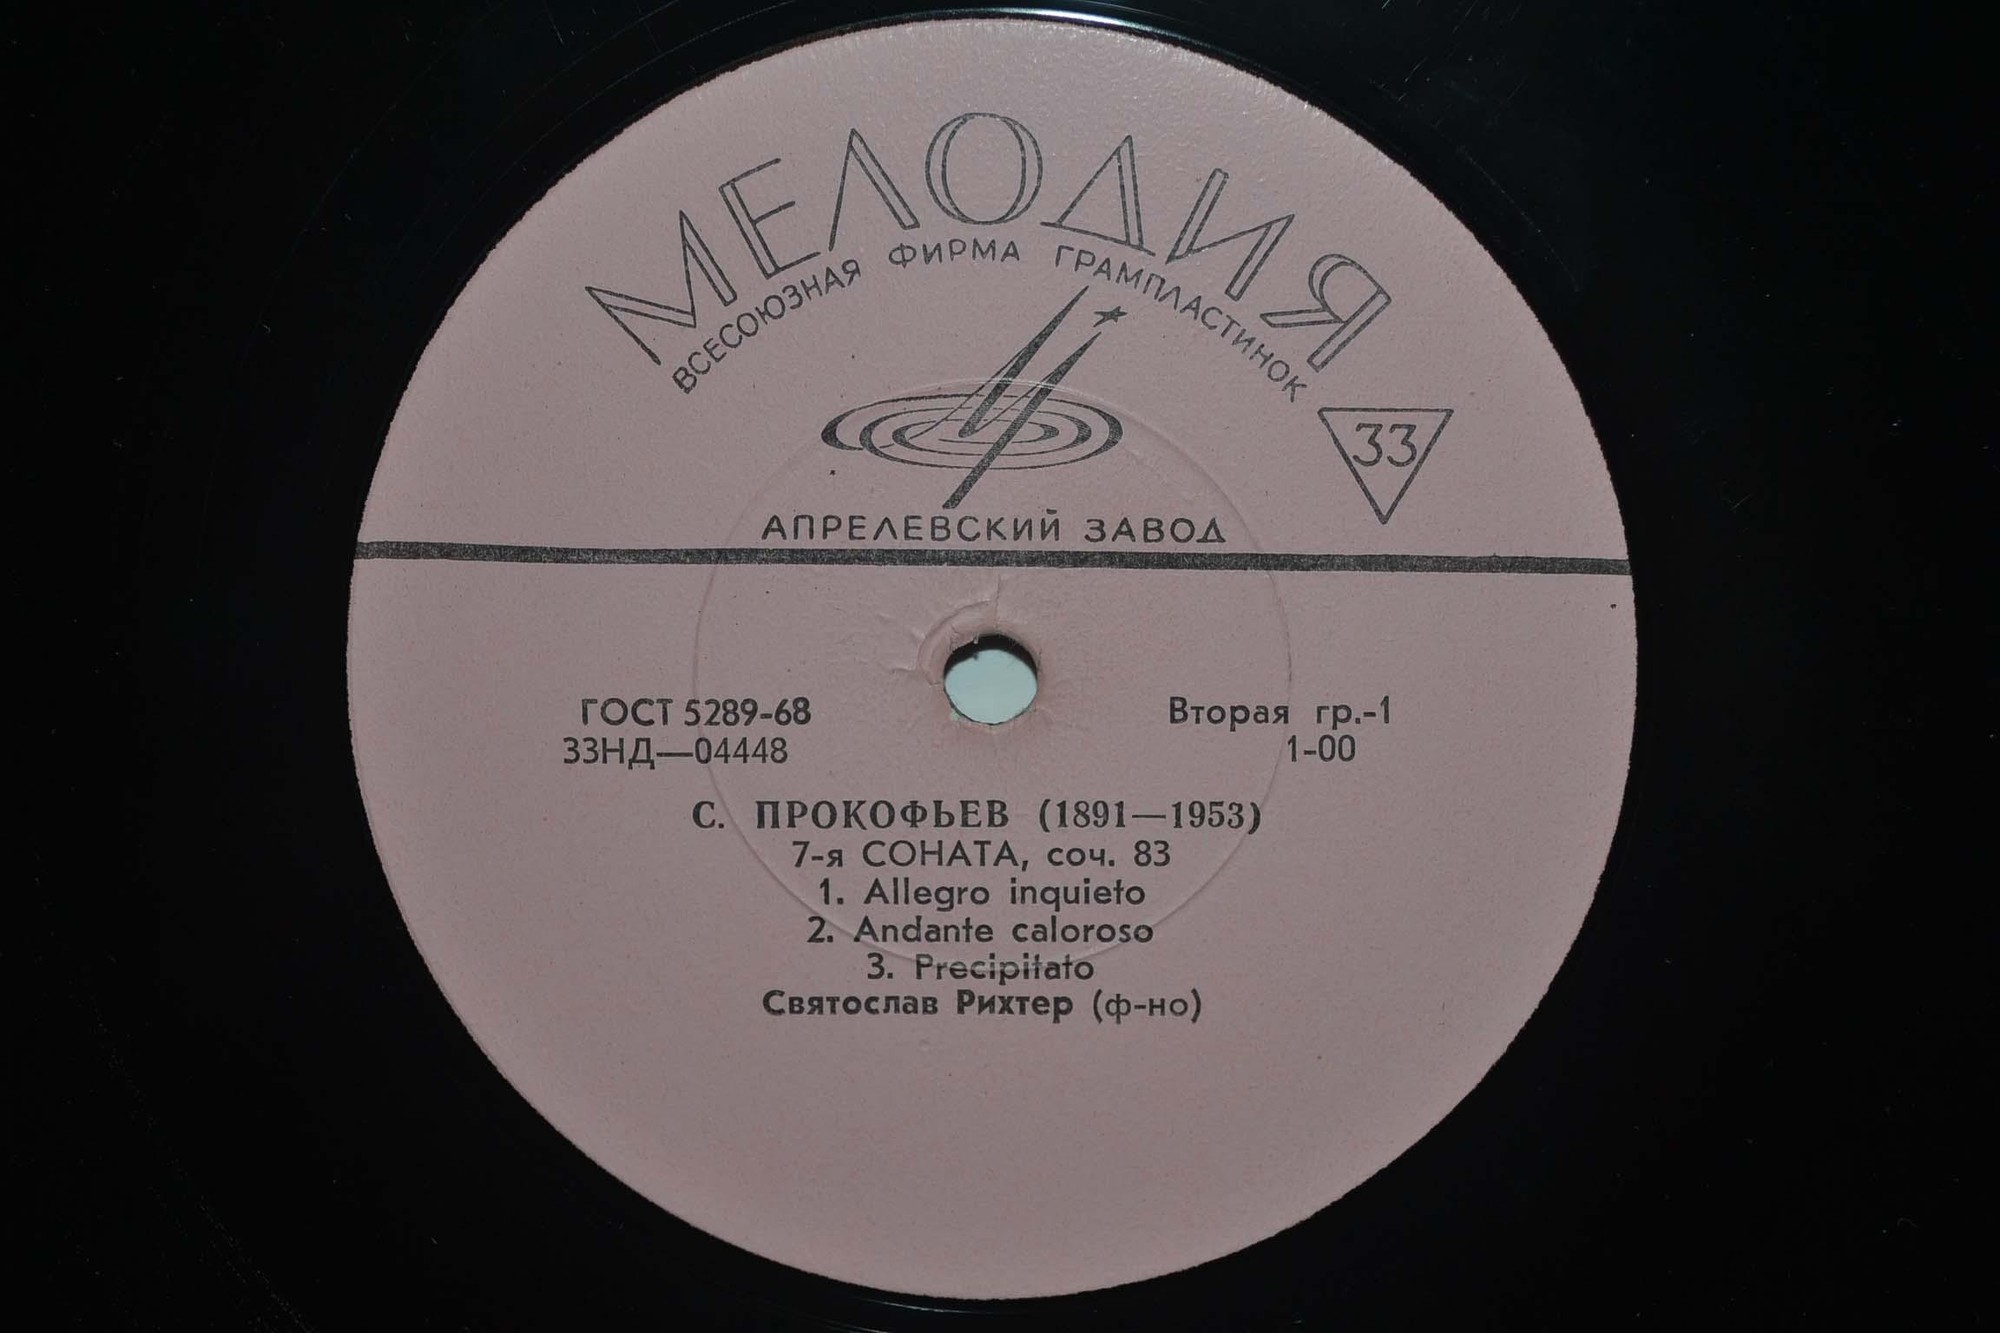 МЕЛОДИЯ
ВСЕСОЮЗНАЯ ФИРМА ГРАМПЛАСТИНОК
33
АПРЕЛЕВСКИЙ ЗАВОД
ГОСТ 5289-68
Вторая гр.-1
33НД—04448
1-00
С. ПРОКОФЬЕВ (1891—1953)
7-я СОНАТА, соч. 83
1. Allegro inquieto
2. Andante caloroso
3. Precipitato
Святослав Рихтер (ф-но)